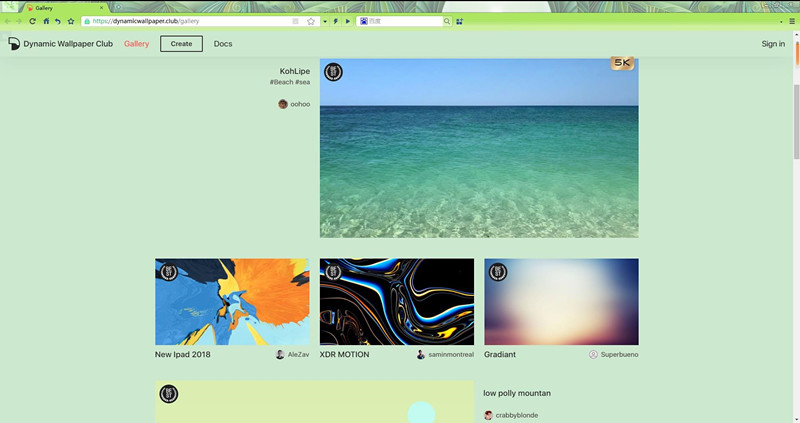 Gallery
https://dynamicwallpaper.club/gallery
百度
Dynamic Wallpaper Club
Gallery
Create
Docs
Sign in
KohLipe
#Beach #sea
oohoo
5K
New Ipad 2018
AleZav
XDR MOTION
saminmontreal
Gradiant
Superbueno
low polly mountan
crabbyblonde